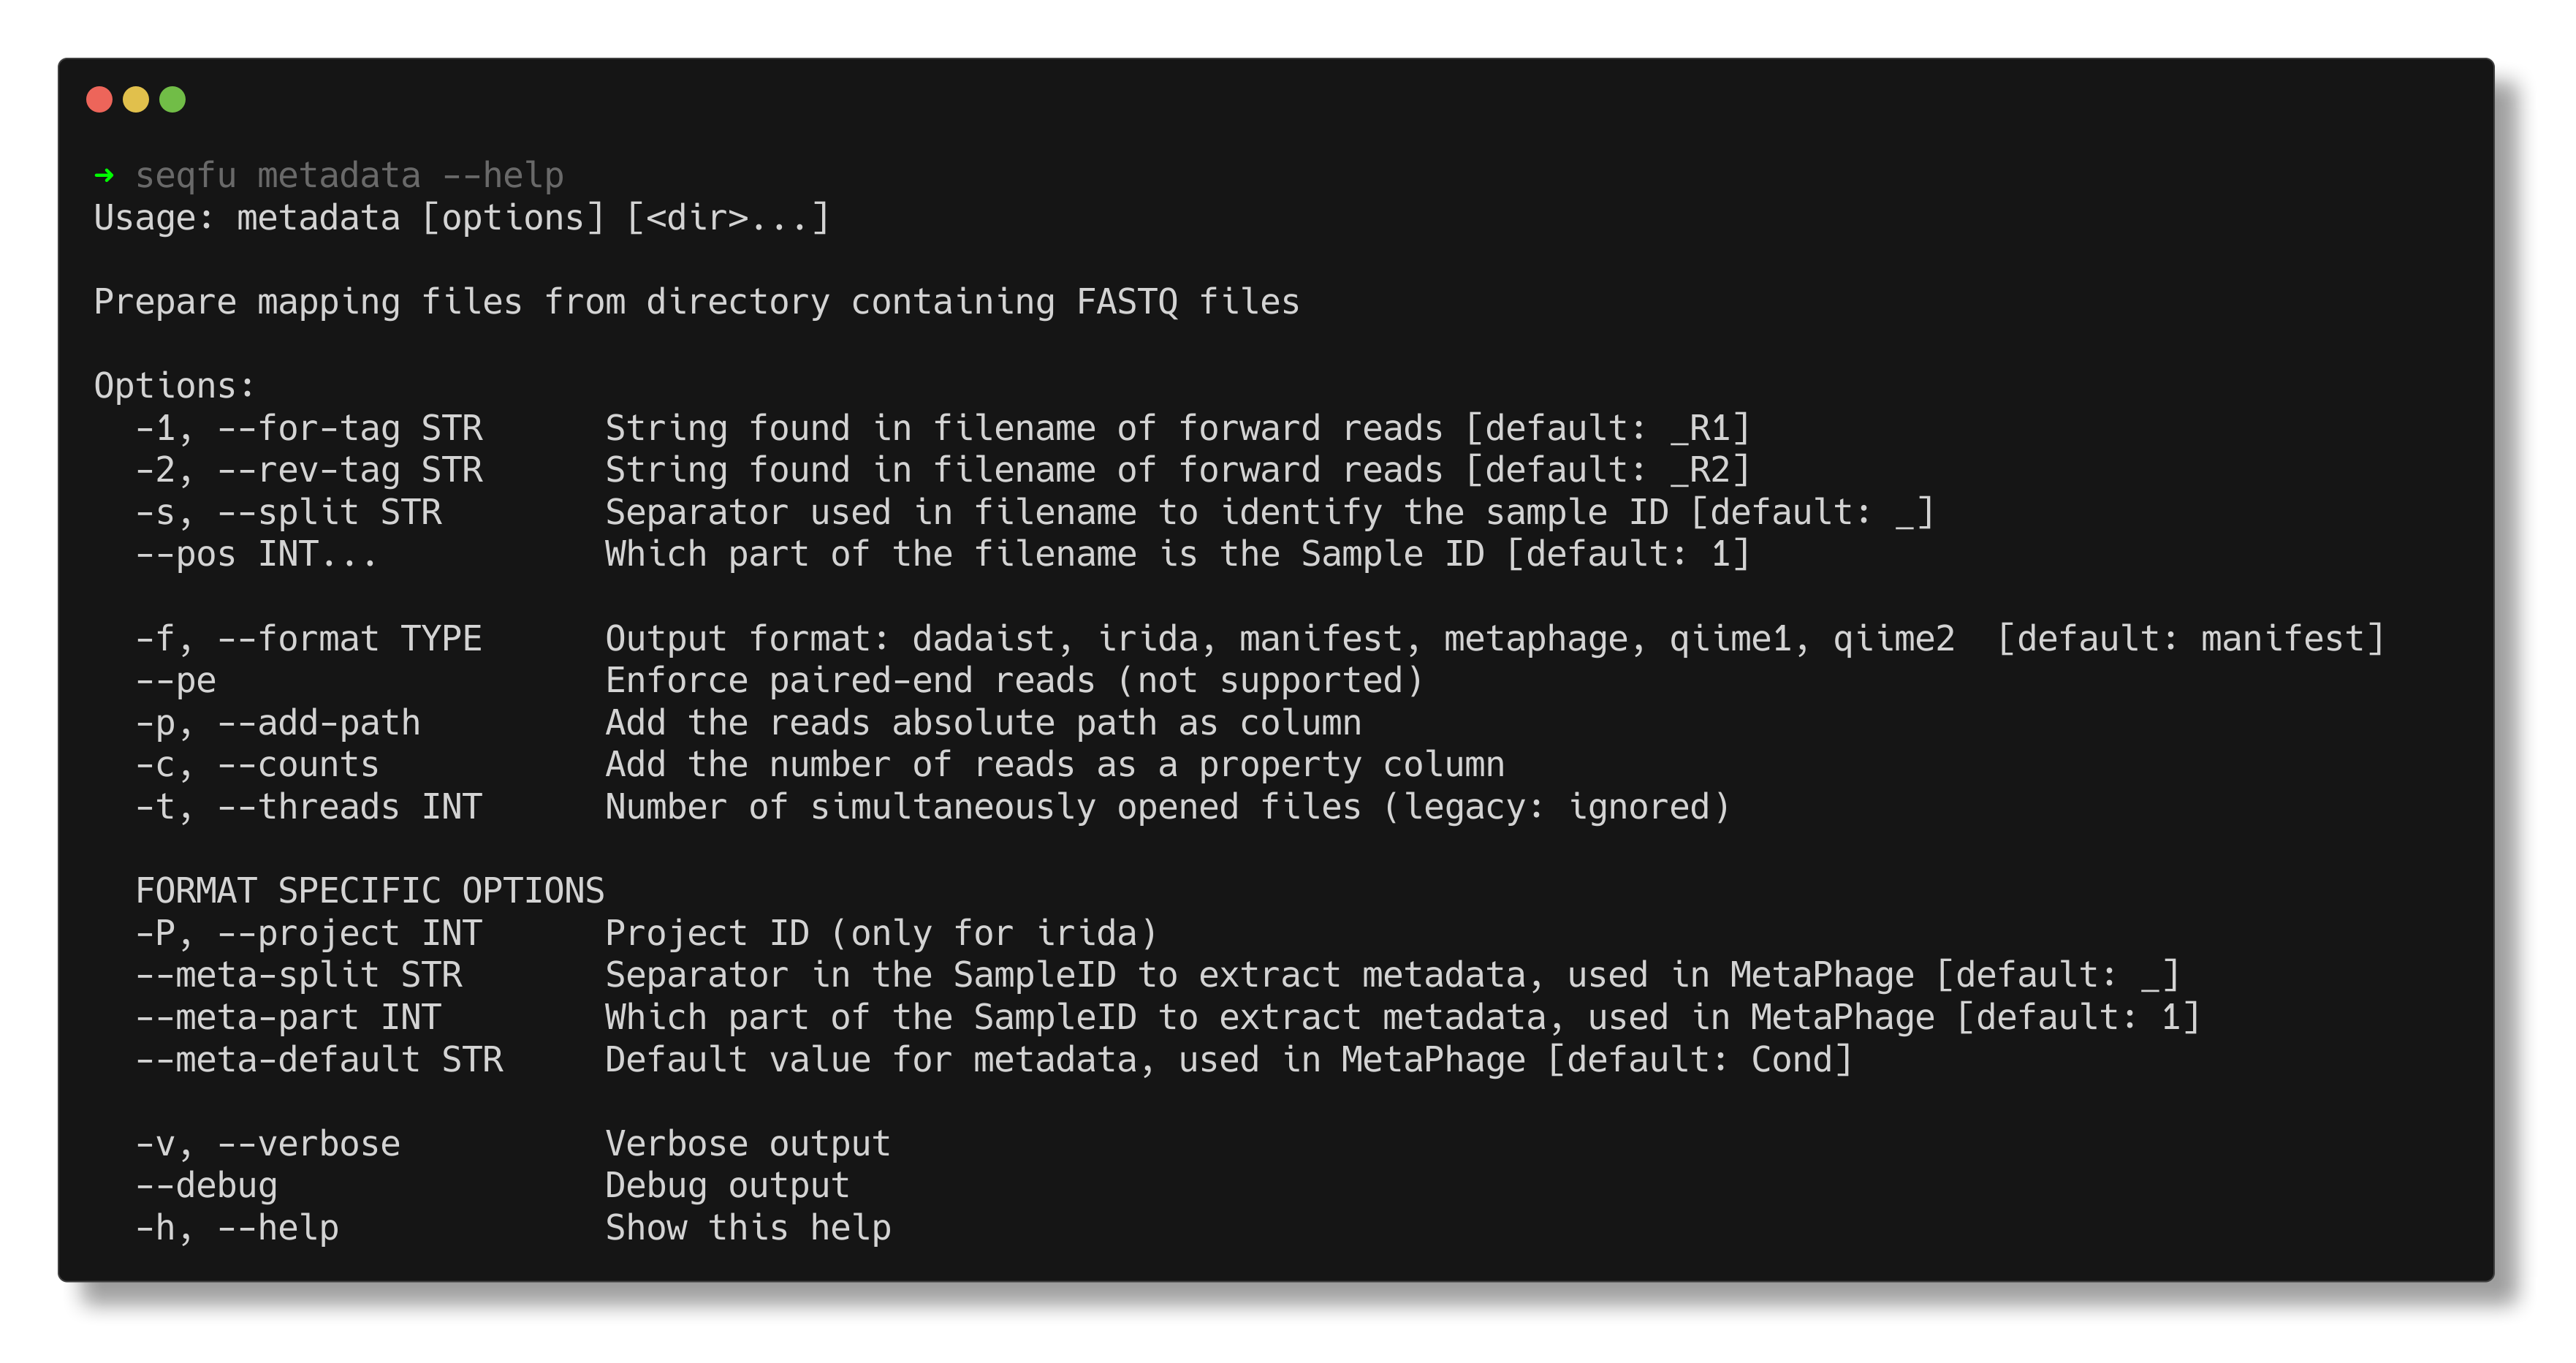 ➜ seqfu metadata --help
Usage: metadata [options] [<dir>...]

Prepare mapping files from directory containing FASTQ files

Options:
  -1, --for-tag STR      String found in filename of forward reads [default: _R1]
  -2, --rev-tag STR      String found in filename of forward reads [default: _R2]
  -s, --split STR        Separator used in filename to identify the sample ID [default: _]
  --pos INT...           Which part of the filename is the Sample ID [default: 1]

  -f, --format TYPE      Output format: dadaist, irida, manifest, metaphage, qiime1, qiime2  [default: manifest]
  --pe                   Enforce paired-end reads (not supported)
  -p, --add-path         Add the reads absolute path as column
  -c, --counts           Add the number of reads as a property column
  -t, --threads INT      Number of simultaneously opened files (legacy: ignored)

  FORMAT SPECIFIC OPTIONS
  -P, --project INT      Project ID (only for irida)
  --meta-split STR       Separator in the SampleID to extract metadata, used in MetaPhage [default: _]
  --meta-part INT        Which part of the SampleID to extract metadata, used in MetaPhage [default: 1]
  --meta-default STR     Default value for metadata, used in MetaPhage [default: Cond]

  -v, --verbose          Verbose output
  --debug                Debug output
  -h, --help             Show this help